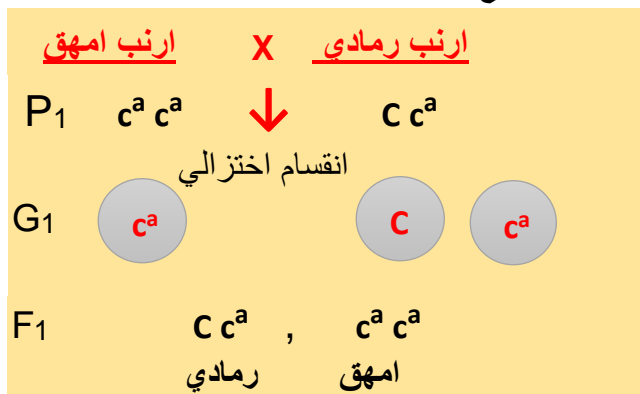 ارنب رمادي X ارنب امهق
P1 cᵃ cᵃ ↓ C cᵃ
انقسام اختزالي
G1 cᵃ C cᵃ
F1 C cᵃ , cᵃ cᵃ
رمادي امهق